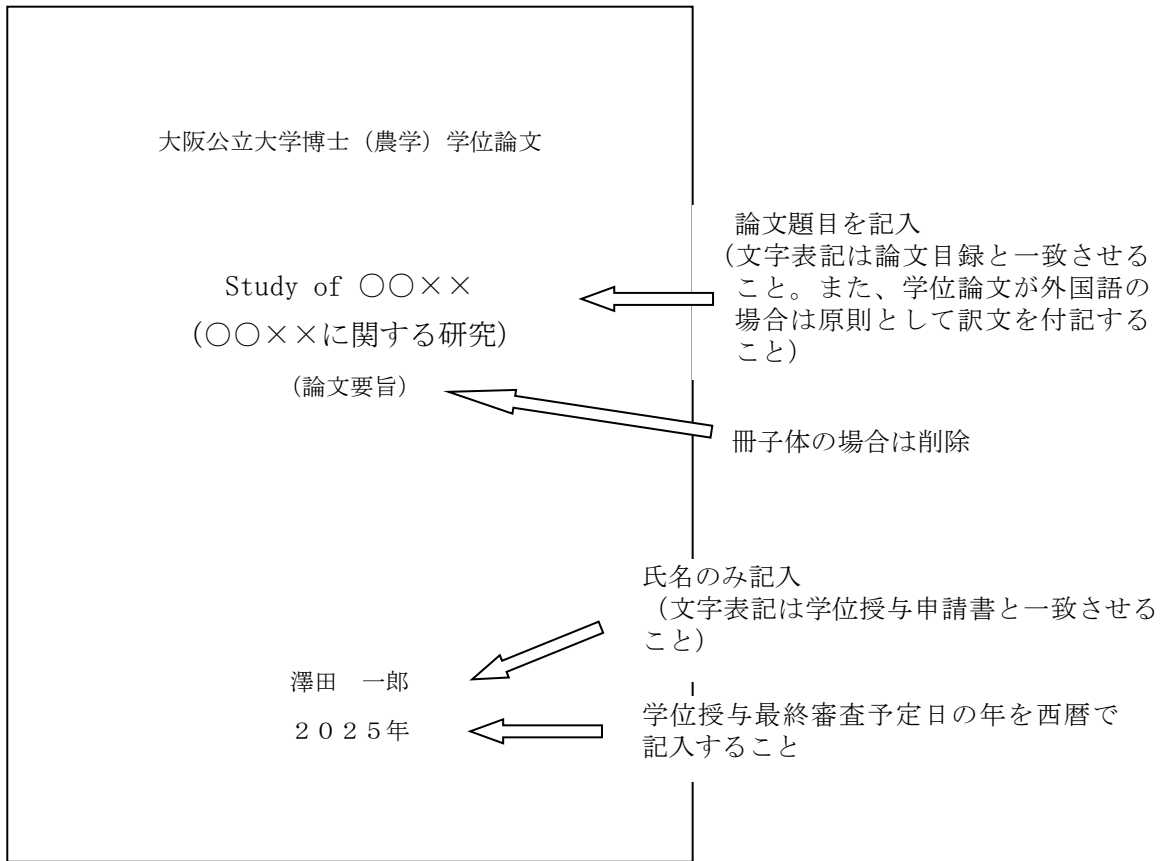 大阪公立大学博士（農学）学位論文
Study of ○○××
（○○××に関する研究）
（論文要旨）
論文題目を記入
（文字表記は論文目録と一致させる
こと。また、学位論文が外国語の
場合は原則として訳文を付記する
こと）
冊子体の場合は削除
氏名のみ記入
（文字表記は学位授与申請書と一致させる
こと）
澤田　一郎
２０２５年
学位授与最終審査予定日の年を西暦で
記入すること